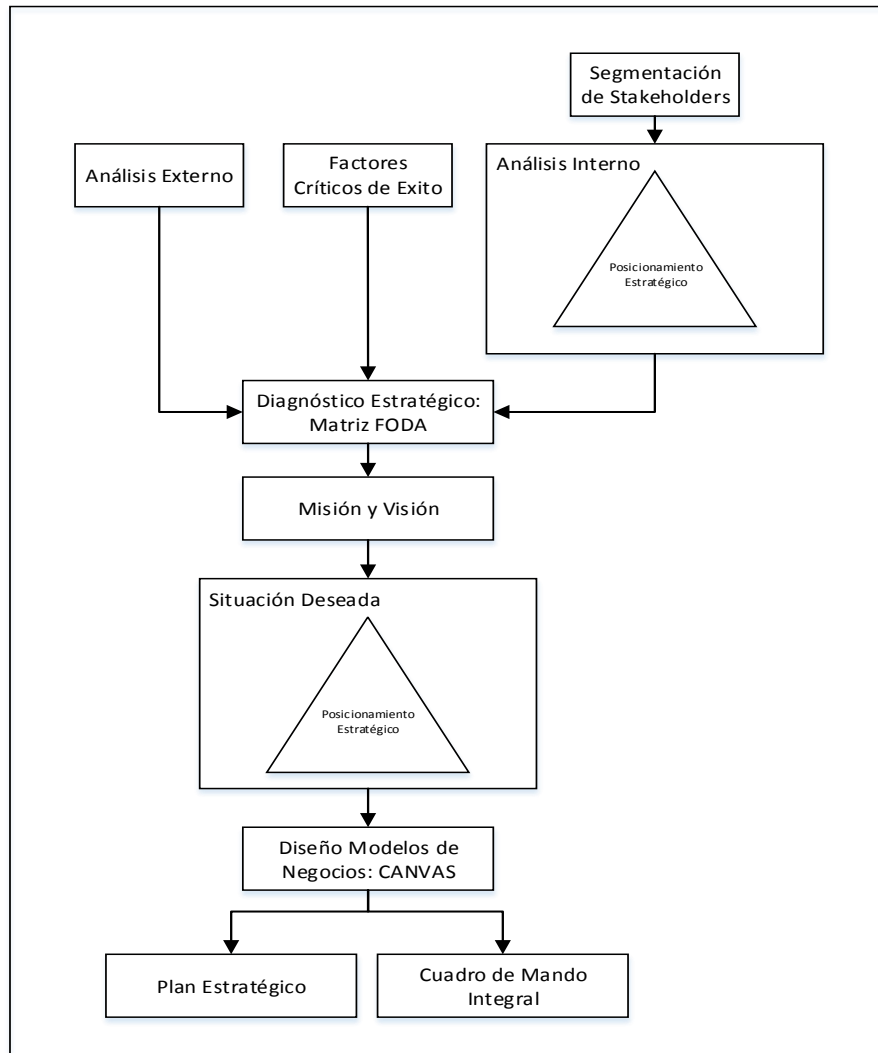 Segmentación
de Stakeholders
Análisis Externo
Factores
Críticos de Exito
Análisis Interno
Posicionamiento
Estratégico
Diagnóstico Estratégico:
Matriz FODA
Misión y Visión
Situación Deseada
Posicionamiento
Estratégico
Diseño Modelos de
Negocios: CANVAS
Plan Estratégico
Cuadro de Mando
Integral